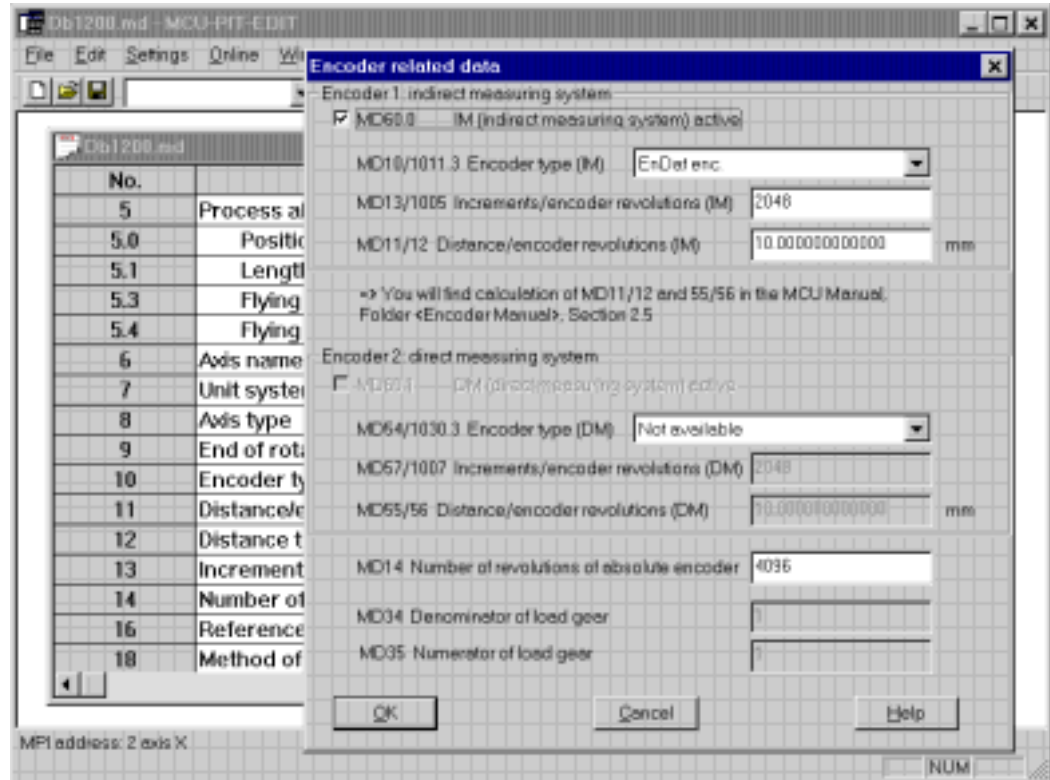 Db1200.md - MCU-PIT-EDIT
File Edit Settings Online Wi
Db1200.md
No.
5 Process al
5.0 Positio
5.1 Length
5.3 Flying
5.4 Flying
6 Axis name
7 Unit system
8 Axis type
9 End of rota
10 Encoder ty
11 Distance/e
12 Distance t
13 Increment
14 Number of
16 Reference
18 Method of
MPI address: 2 axis X
NUM
Encoder related data
Encoder 1: indirect measuring system
MD60.0 IM (indirect measuring system) active
MD10/1011.3 Encoder type (IM) EnDat enc.
MD13/1005 Increments/encoder revolutions (IM) 2048
MD11/12 Distance/encoder revolutions (IM) 10.000000000000 mm
=> You will find calculation of MD11/12 and 55/56 in the MCU Manual,
Folder <Encoder Manual>, Section 2.5
Encoder 2: direct measuring system
MD60.1 DM (direct measuring system) active
MD54/1030.3 Encoder type (DM) Not available
MD57/1007 Increments/encoder revolutions (DM) 2048
MD55/56 Distance/encoder revolutions (DM) 10.000000000000 mm
MD14 Number of revolutions of absolute encoder 4096
MD34 Denominator of load gear 1
MD35 Numerator of load gear 1
OK Cancel Help